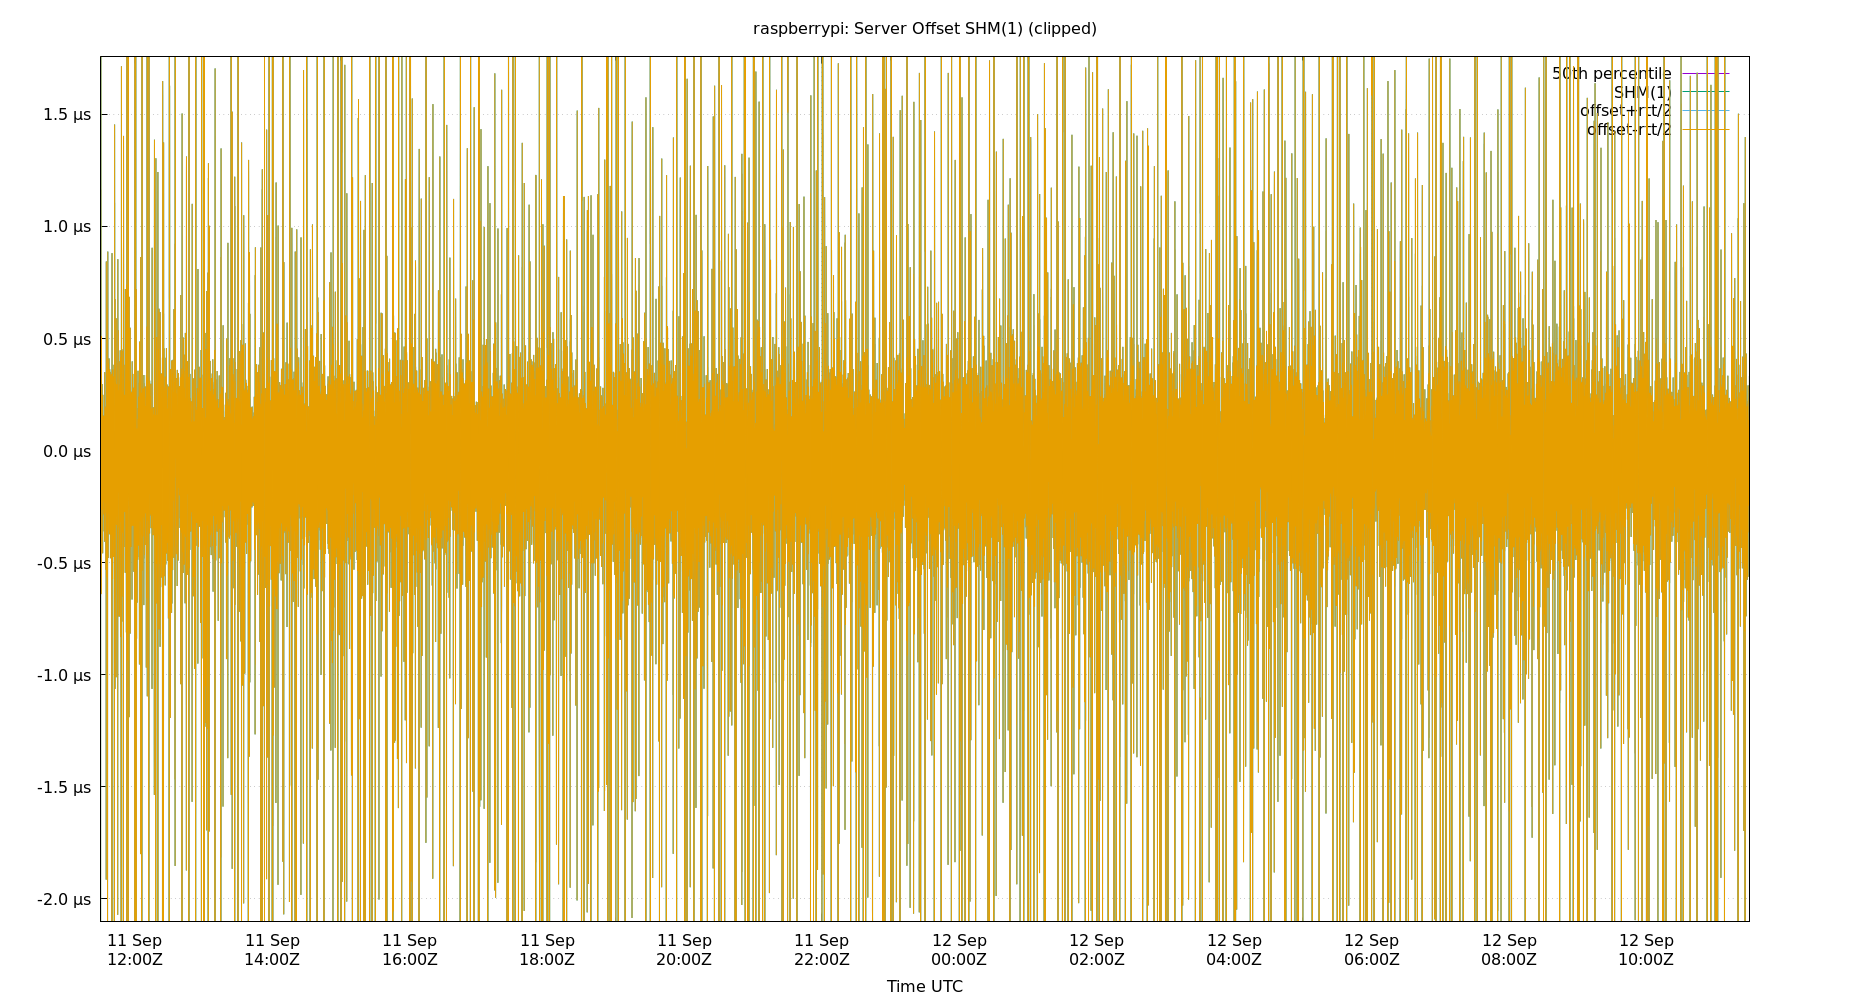 raspberrypi: Server Offset SHM(1) (clipped)
50th percentile
SHM(1)
offset+rtt/2
offset-rtt/2
1.5 µs
1.0 µs
0.5 µs
0.0 µs
-0.5 µs
-1.0 µs
-1.5 µs
-2.0 µs
11 Sep 11 Sep 11 Sep 11 Sep 11 Sep 11 Sep 12 Sep 12 Sep 12 Sep 12 Sep 12 Sep 12 Sep
12:00Z 14:00Z 16:00Z 18:00Z 20:00Z 22:00Z 00:00Z 02:00Z 04:00Z 06:00Z 08:00Z 10:00Z
Time UTC